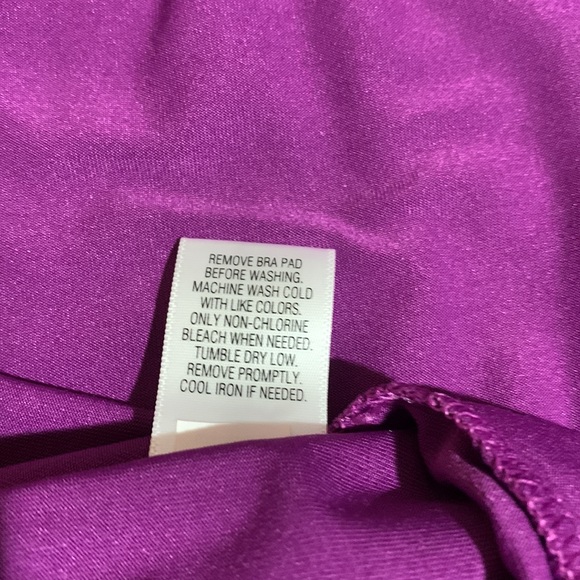 REMOVE BRA PAD
BEFORE WASHING.
MACHINE WASH COLD
WITH LIKE COLORS.
ONLY NON-CHLORINE
BLEACH WHEN NEEDED.
TUMBLE DRY LOW.
REMOVE PROMPTLY.
COOL IRON IF NEEDED.